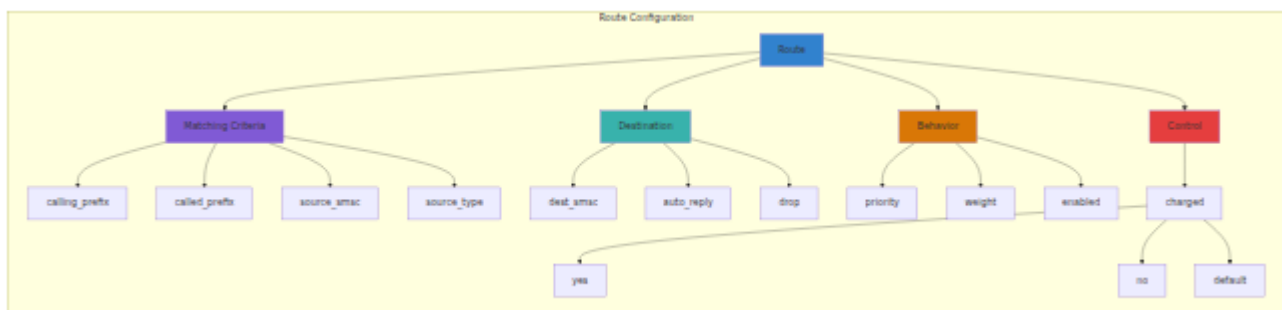 Route Configuration
Route
Matching Criteria
Destination
Behavior
Control
calling_prefix
called_prefix
source_smsc
source_type
dest_smsc
auto_reply
drop
priority
weight
enabled
charged
yes
no
default